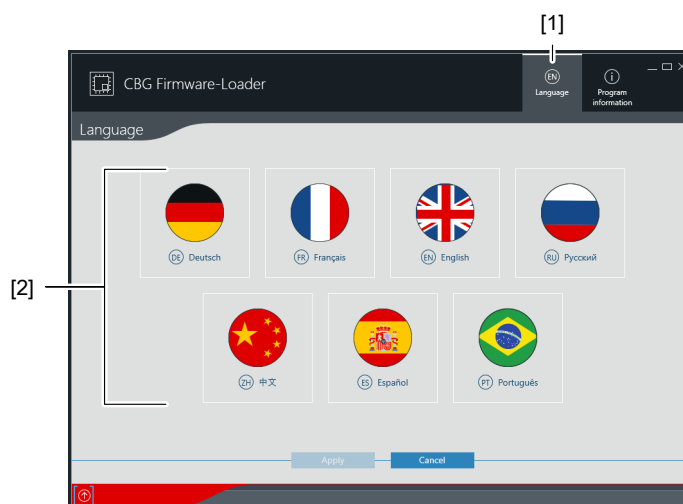 [1]
CBG Firmware-Loader
EN
Language
i
Program
information
Language
[2]
DE Deutsch
FR Français
EN English
RU Русский
ZH 中文
ES Español
PT Português
Apply
Cancel